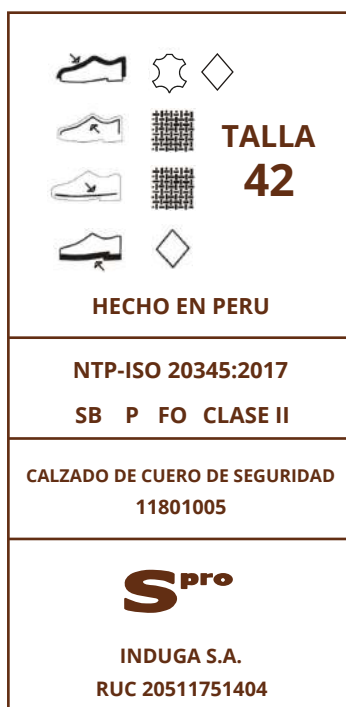 TALLA
42
HECHO EN PERU
NTP-ISO 20345:2017
SB P FO CLASE II
CALZADO DE CUERO DE SEGURIDAD
11801005
Spro
INDUGA S.A.
RUC 20511751404